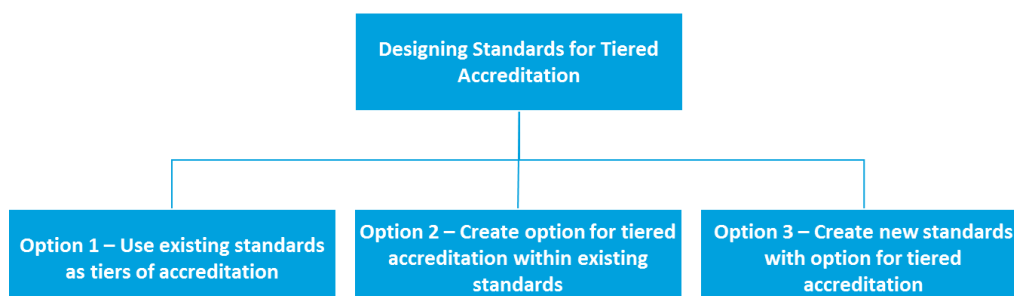 Designing Standards for Tiered
Accreditation
Option 1 – Use existing standards
as tiers of accreditation
Option 2 – Create option for tiered
accreditation within existing
standards
Option 3 – Create new standards
with option for tiered
accreditation